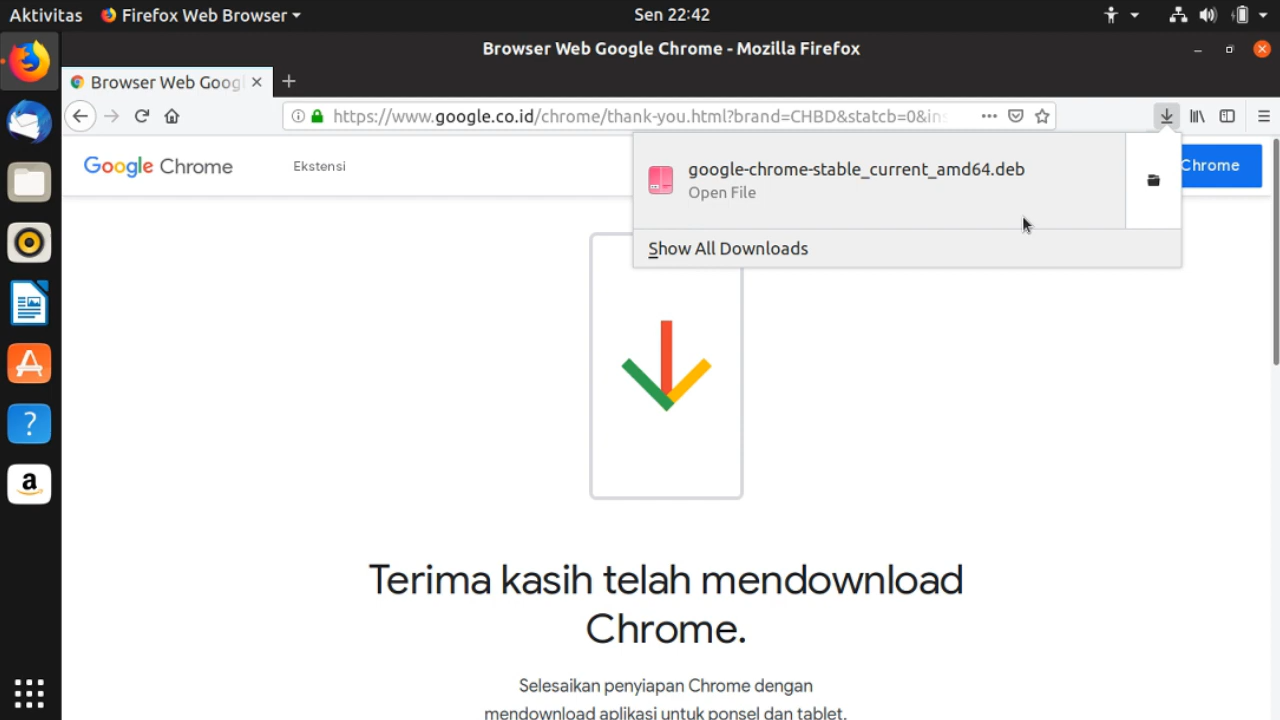 Aktivitas
Firefox Web Browser
Sen 22:42
Browser Web Google Chrome - Mozilla Firefox
Browser Web Googl
https://www.google.co.id/chrome/thank-you.html?brand=CHBD&statcb=0&ins
Google Chrome
Ekstensi
google-chrome-stable_current_amd64.deb
Open File
Chrome
Show All Downloads
?
a
Terima kasih telah mendownload
Chrome.
Selesaikan penyiapan Chrome dengan
mendownload aplikasi untuk ponsel dan tablet.